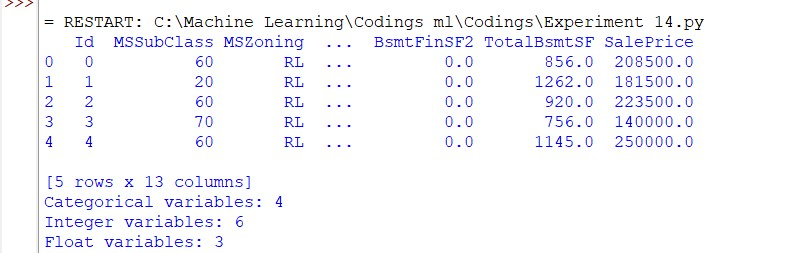 >>>
= RESTART: C:\Machine Learning\Codings ml\Codings\Experiment 14.py
   Id  MSSubClass MSZoning  ...  BsmtFinSF2 TotalBsmtSF SalePrice
0   0          60       RL  ...         0.0       856.0  208500.0
1   1          20       RL  ...         0.0      1262.0  181500.0
2   2          60       RL  ...         0.0       920.0  223500.0
3   3          70       RL  ...         0.0       756.0  140000.0
4   4          60       RL  ...         0.0      1145.0  250000.0
[5 rows x 13 columns]
Categorical variables: 4
Integer variables: 6
Float variables: 3